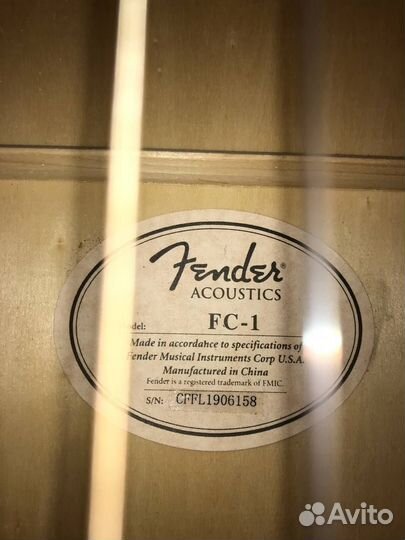 Fender®
ACOUSTICS
Model: FC-1
Made in accordance to specifications of
Fender Musical Instruments Corp U.S.A.
Manufactured in China
Fender is a registered trademark of FMIC.
S/N: CFFL1906158
Avito